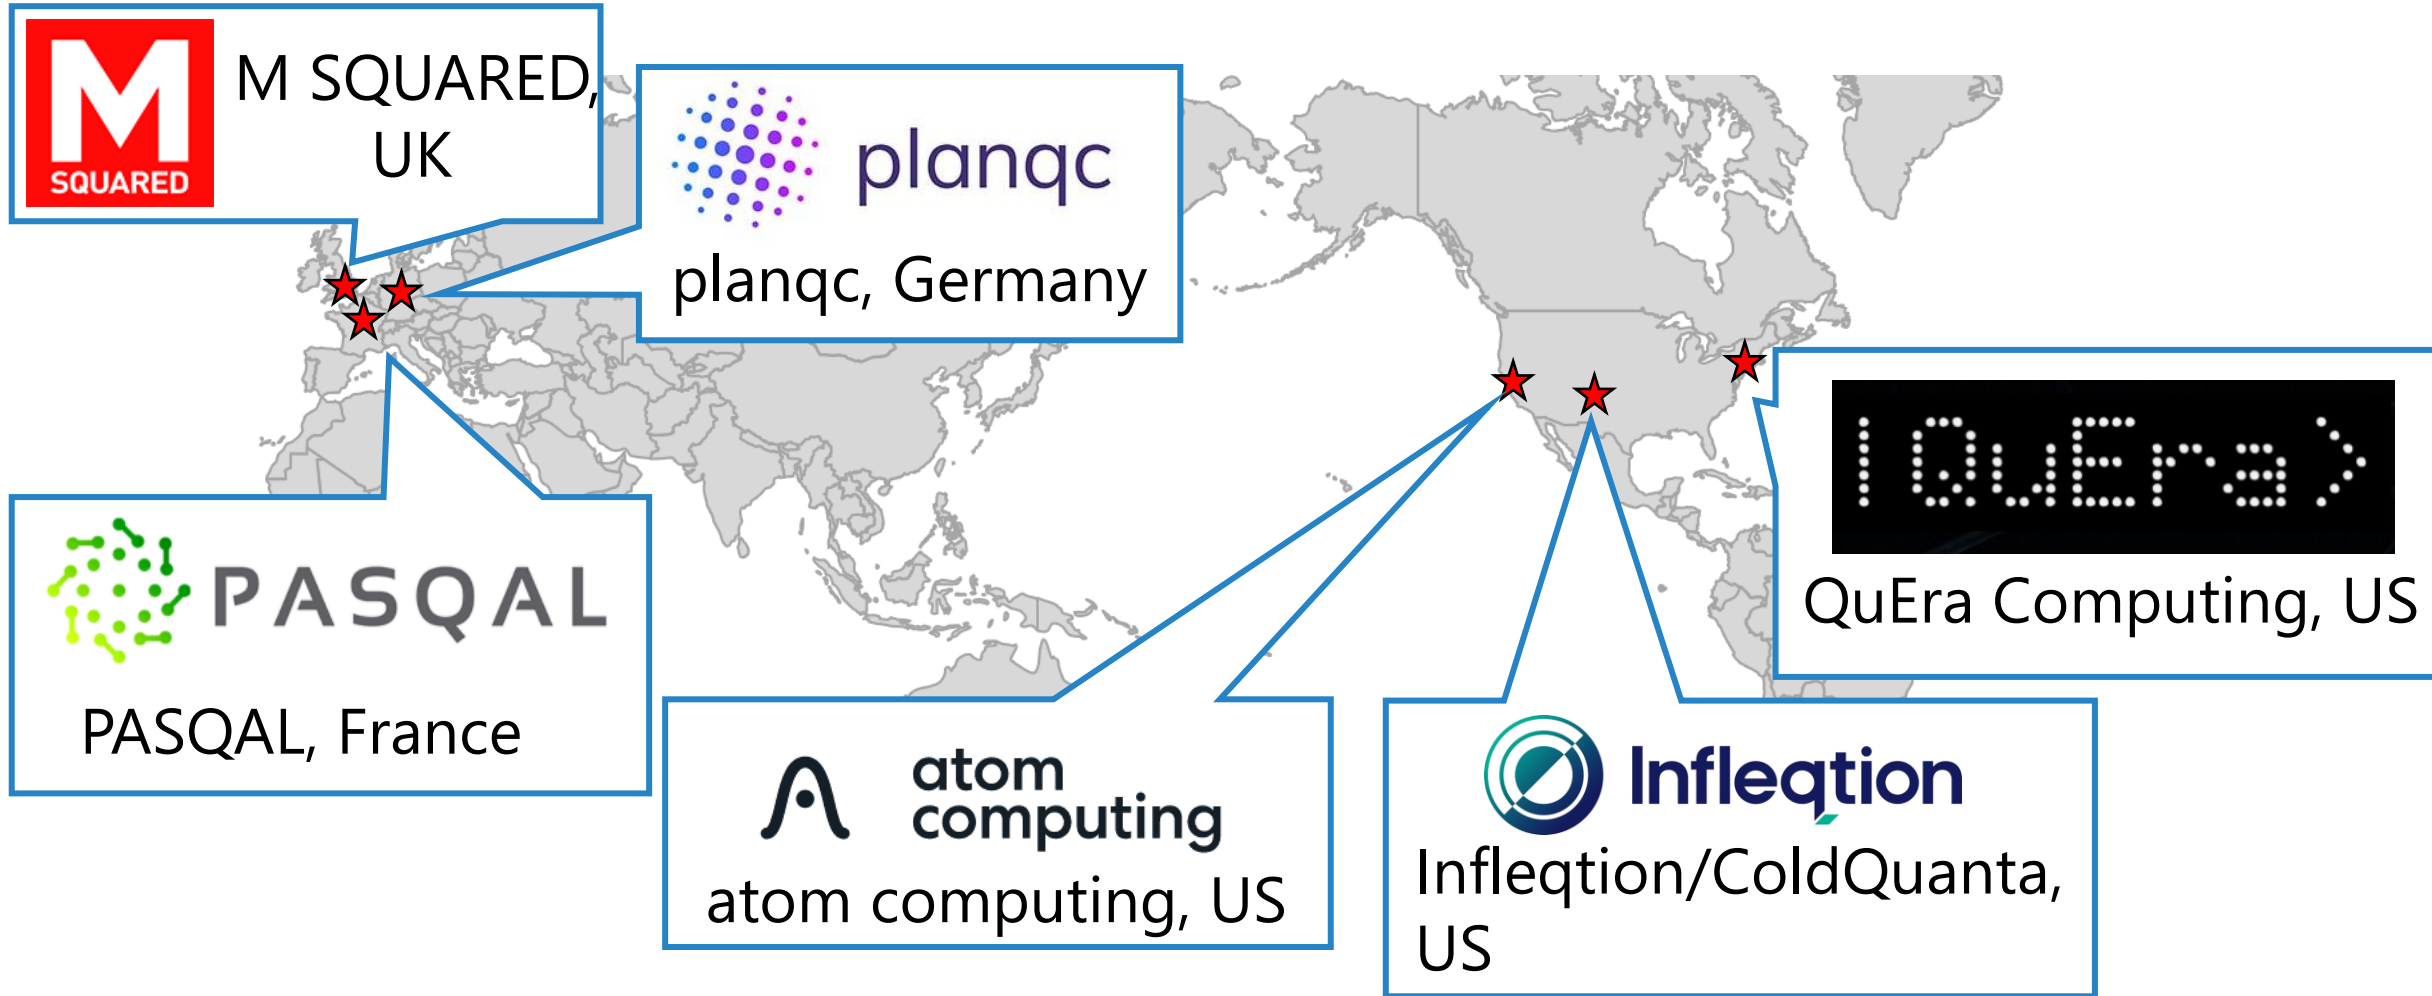 M
SQUARED
M SQUARED,
UK
planqc
planqc, Germany
PASQAL
PASQAL, France
atom
computing
atom computing, US
Infleqtion
Infleqtion/ColdQuanta,
US
|QuEra>
QuEra Computing, US